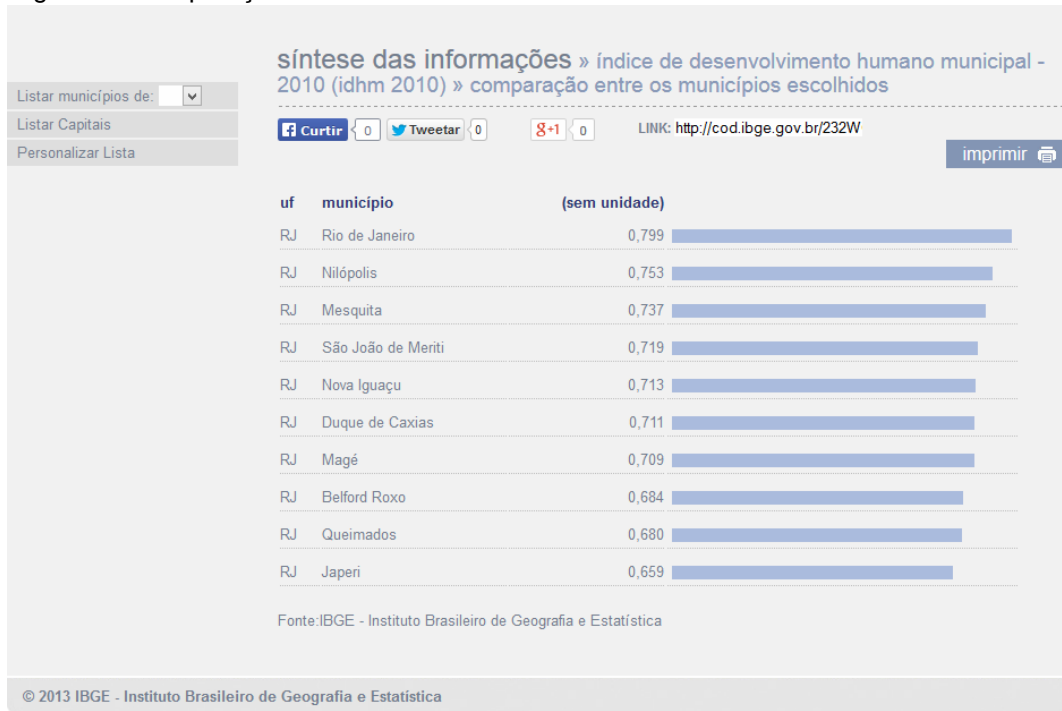 síntese das informações » índice de desenvolvimento humano municipal -
2010 (idhm 2010) » comparação entre os municípios escolhidos
Listar municípios de:
Listar Capitais
Personalizar Lista
Curtir 0 Tweetar 0 g+1 0 LINK: http://cod.ibge.gov.br/232W
imprimir
uf município (sem unidade)
RJ Rio de Janeiro 0,799
RJ Nilópolis 0,753
RJ Mesquita 0,737
RJ São João de Meriti 0,719
RJ Nova Iguaçu 0,713
RJ Duque de Caxias 0,711
RJ Magé 0,709
RJ Belford Roxo 0,684
RJ Queimados 0,680
RJ Japeri 0,659
Fonte:IBGE - Instituto Brasileiro de Geografia e Estatística
© 2013 IBGE - Instituto Brasileiro de Geografia e Estatística